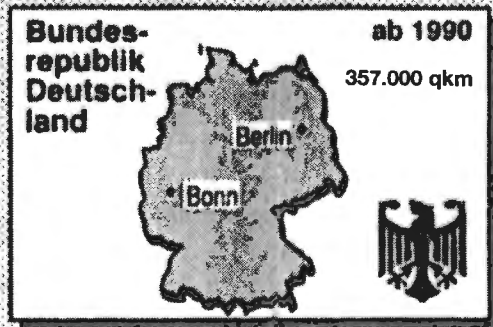 Bundes-
republik
Deutsch-
land
ab 1990
357.000 qkm
Berlin
Bonn